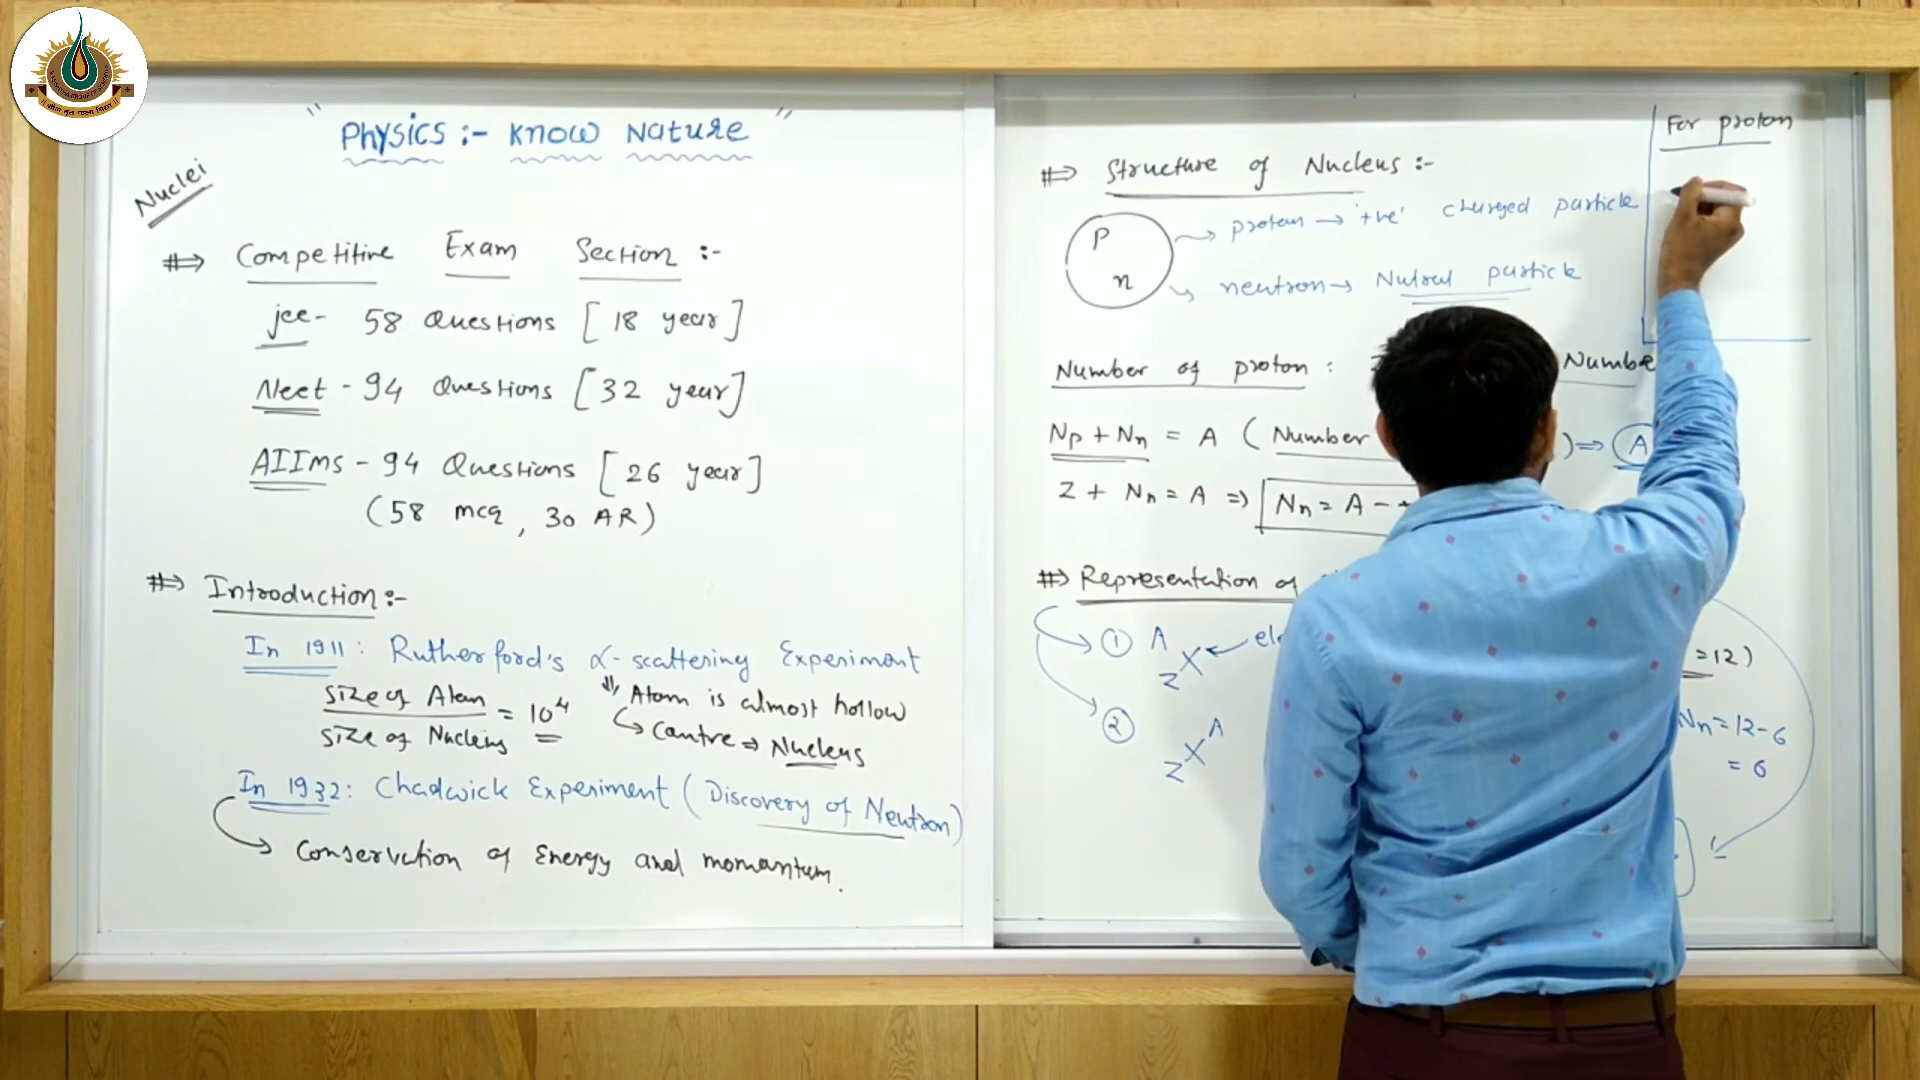 " Physics :- Know Nature "
Nuclei
#⇒ Competitive Exam Section :-
jee - 58 Questions [ 18 year ]
Neet - 94 Questions [ 32 year ]
AIIMS - 94 Questions [ 26 year ]
( 58 mcq , 30 AR )
#⇒ Introduction :-
In 1911 : Rutherford's α-scattering Experiment
size of Atom / size of Nucleus = 10⁴
⇓ Atom is almost hollow
↳ Centre ⇒ Nucleus
In 1932 : Chadwick Experiment ( Discovery of Neutron )
→ Conservation of Energy and momentum.
#⇒ Structure of Nucleus :-
P
n
→ proton → '+ve' charged particle
→ neutron → Nutral particle
Number of proton : Number
Np + Nn = A ( Number ) ⇒ A
Z + Nn = A ⇒ Nn = A -
#⇒ Representation of
① A Z X ←
② Z X A
= 12 )
Nn = 12 - 6
= 6
For proton